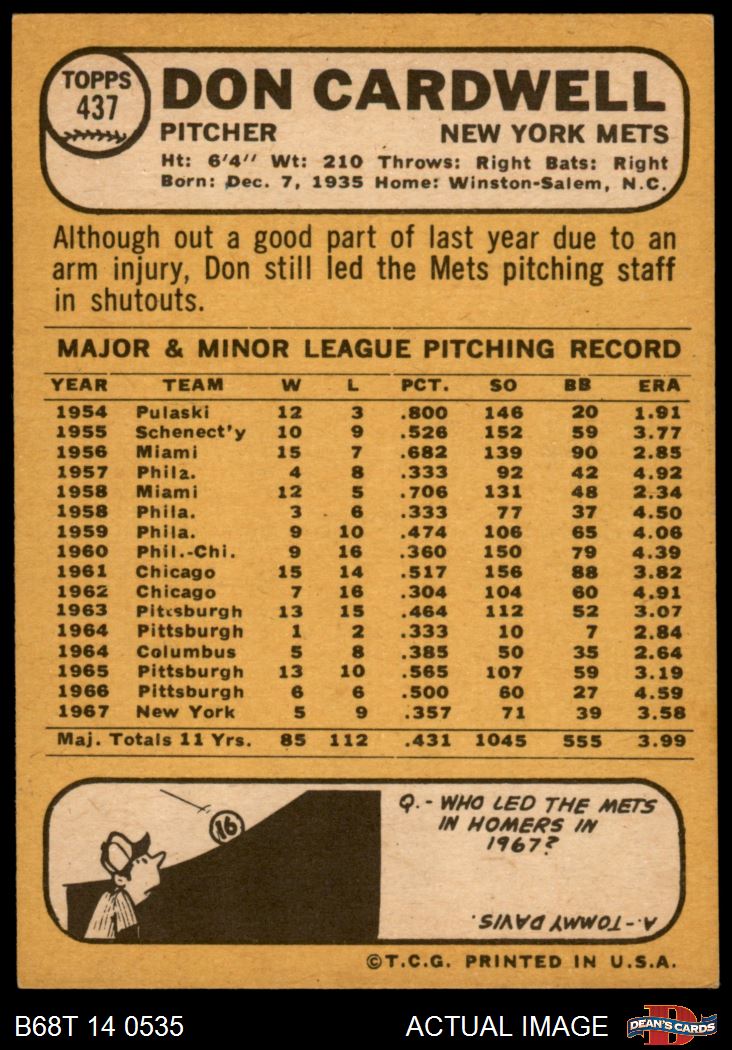 TOPPS
437
DON CARDWELL
PITCHER NEW YORK METS
Ht: 6'4" Wt: 210 Throws: Right Bats: Right
Born: Dec. 7, 1935 Home: Winston-Salem, N.C.
Although out a good part of last year due to an
arm injury, Don still led the Mets pitching staff
in shutouts.
MAJOR & MINOR LEAGUE PITCHING RECORD
YEAR TEAM W L PCT. SO BB ERA
1954 Pulaski 12 3 .800 146 20 1.91
1955 Schenect'y 10 9 .526 152 59 3.77
1956 Miami 15 7 .682 139 90 2.85
1957 Phila. 4 8 .333 92 42 4.92
1958 Miami 12 5 .706 131 48 2.34
1958 Phila. 3 6 .333 77 37 4.50
1959 Phila. 9 10 .474 106 65 4.06
1960 Phil.-Chi. 9 16 .360 150 79 4.39
1961 Chicago 15 14 .517 156 88 3.82
1962 Chicago 7 16 .304 104 60 4.91
1963 Pittsburgh 13 15 .464 112 52 3.07
1964 Pittsburgh 1 2 .333 10 7 2.84
1964 Columbus 5 8 .385 50 35 2.64
1965 Pittsburgh 13 10 .565 107 59 3.19
1966 Pittsburgh 6 6 .500 60 27 4.59
1967 New York 5 9 .357 71 39 3.58
Maj. Totals 11 Yrs. 85 112 .431 1045 555 3.99
16
Q.- WHO LED THE METS
IN HOMERS IN
1967?
A.- TOMMY DAVIS.
©T.C.G. PRINTED IN U.S.A.
B68T 14 0535 ACTUAL IMAGE
DEAN'S CARDS